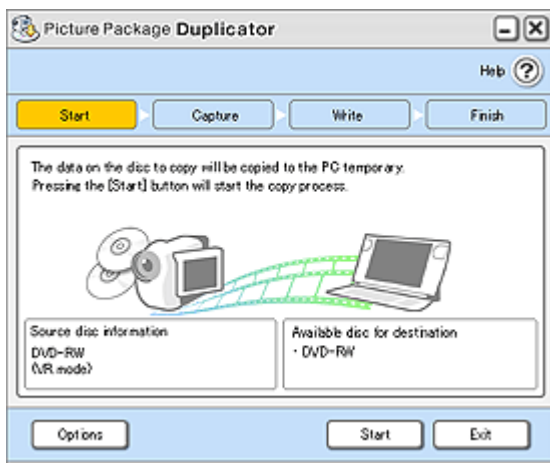 Picture Package Duplicator
Help ?
Start
Capture
Write
Finish
The data on the disc to copy will be copied to the PC temporary.
Pressing the [Start] button will start the copy process.
Source disc information
DVD-RW
(VR mode)
Available disc for destination
・DVD-RW
Options
Start
Exit